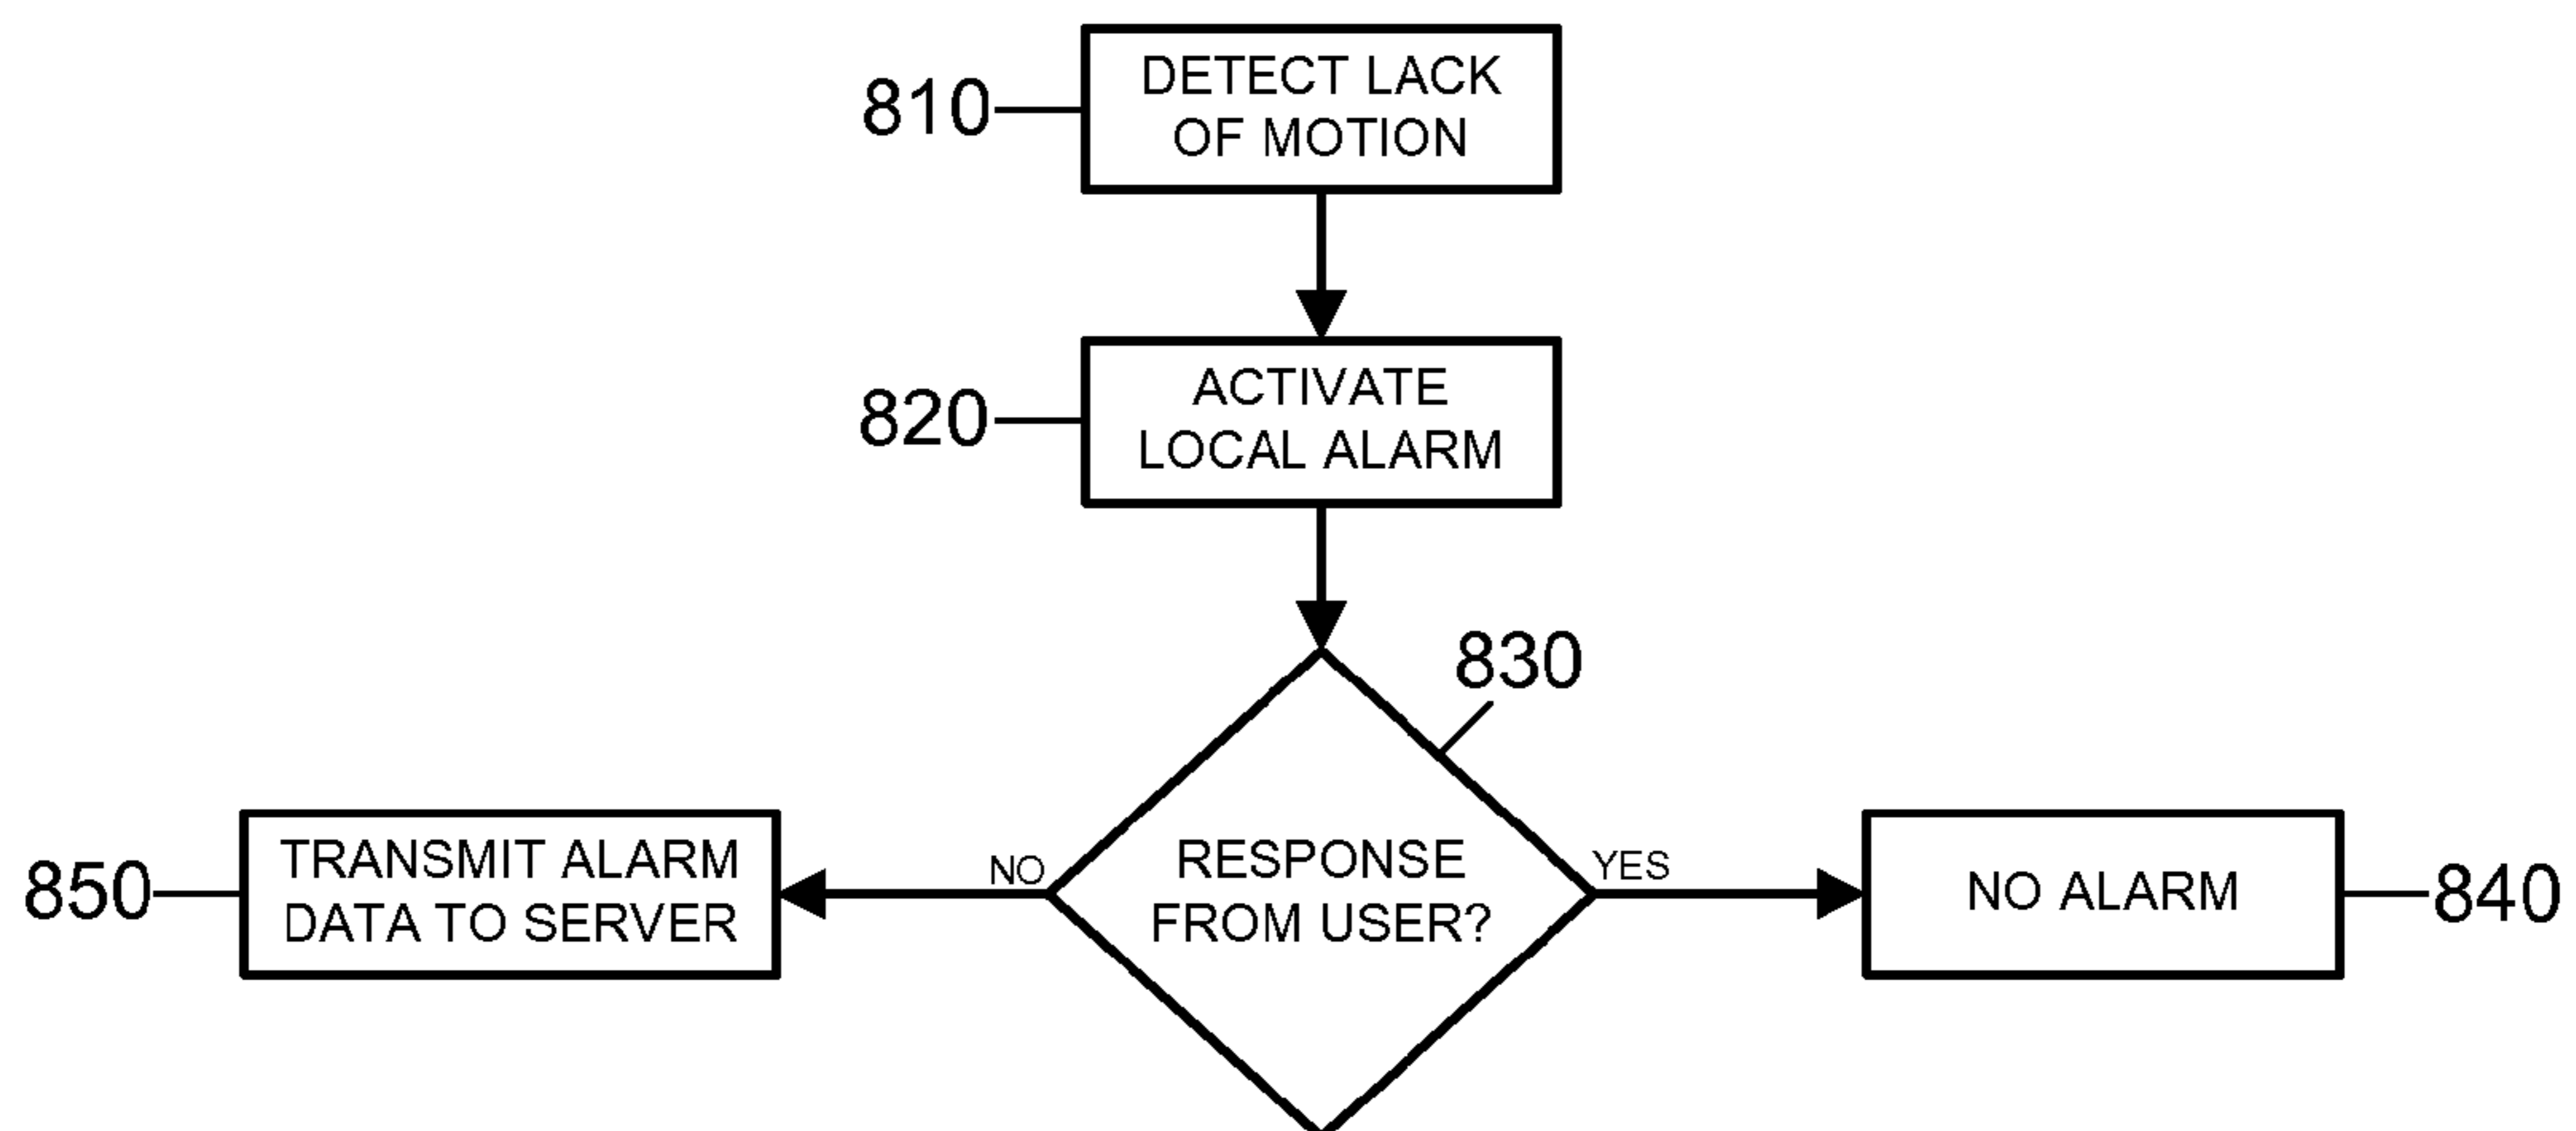 810
DETECT LACK
OF MOTION
820
ACTIVATE
LOCAL ALARM
830
850
TRANSMIT ALARM
DATA TO SERVER
NO
RESPONSE
FROM USER?
YES
NO ALARM
840